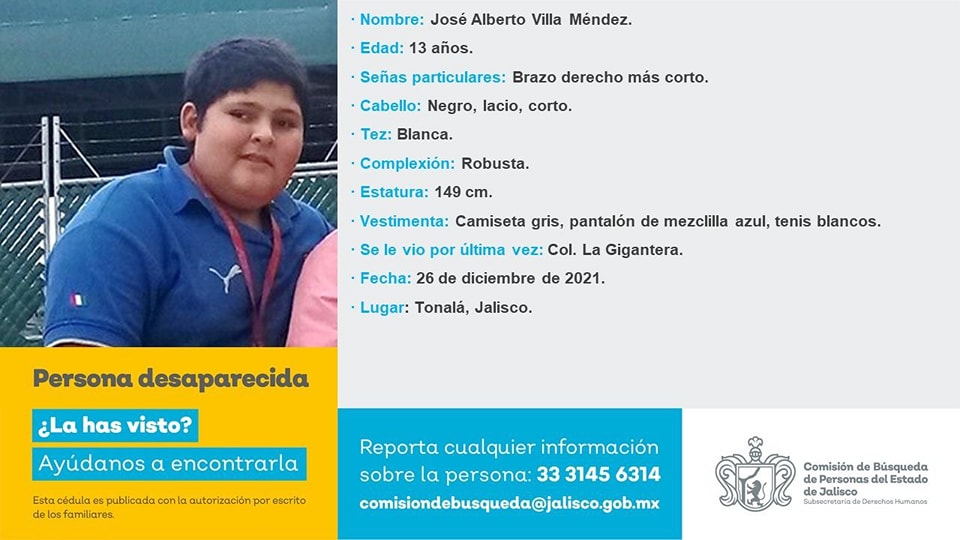 · Nombre: José Alberto Villa Méndez.
· Edad: 13 años.
· Señas particulares: Brazo derecho más corto.
· Cabello: Negro, lacio, corto.
· Tez: Blanca.
· Complexión: Robusta.
· Estatura: 149 cm.
· Vestimenta: Camiseta gris, pantalón de mezclilla azul, tenis blancos.
· Se le vio por última vez: Col. La Gigantera.
· Fecha: 26 de diciembre de 2021.
· Lugar: Tonalá, Jalisco.
Persona desaparecida
¿La has visto?
Ayúdanos a encontrarla
Esta cédula es publicada con la autorización por escrito
de los familiares.
Reporta cualquier información
sobre la persona: 33 3145 6314
comisiondebusqueda@jalisco.gob.mx
Comisión de Búsqueda
de Personas del Estado
de Jalisco
Subsecretaría de Derechos Humanos